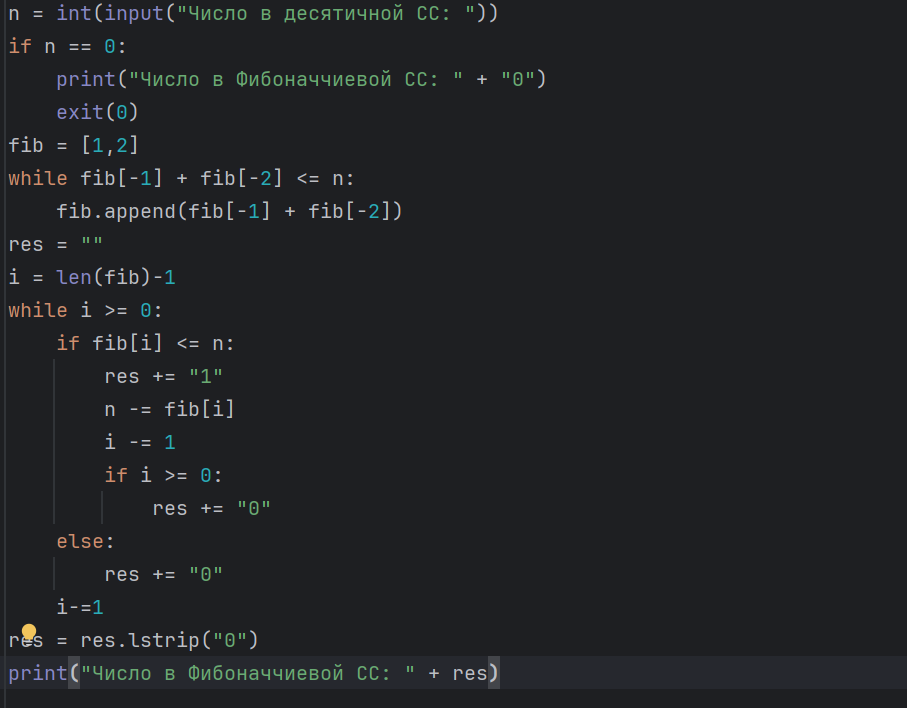 n = int(input("Число в десятичной СС: "))
if n == 0:
    print("Число в Фибоначчиевой СС: " + "0")
    exit(0)
fib = [1,2]
while fib[-1] + fib[-2] <= n:
    fib.append(fib[-1] + fib[-2])
res = ""
i = len(fib)-1
while i >= 0:
    if fib[i] <= n:
        res += "1"
        n -= fib[i]
        i -= 1
        if i >= 0:
            res += "0"
    else:
        res += "0"
    i-=1
res = res.lstrip("0")
print("Число в Фибоначчиевой СС: " + res)